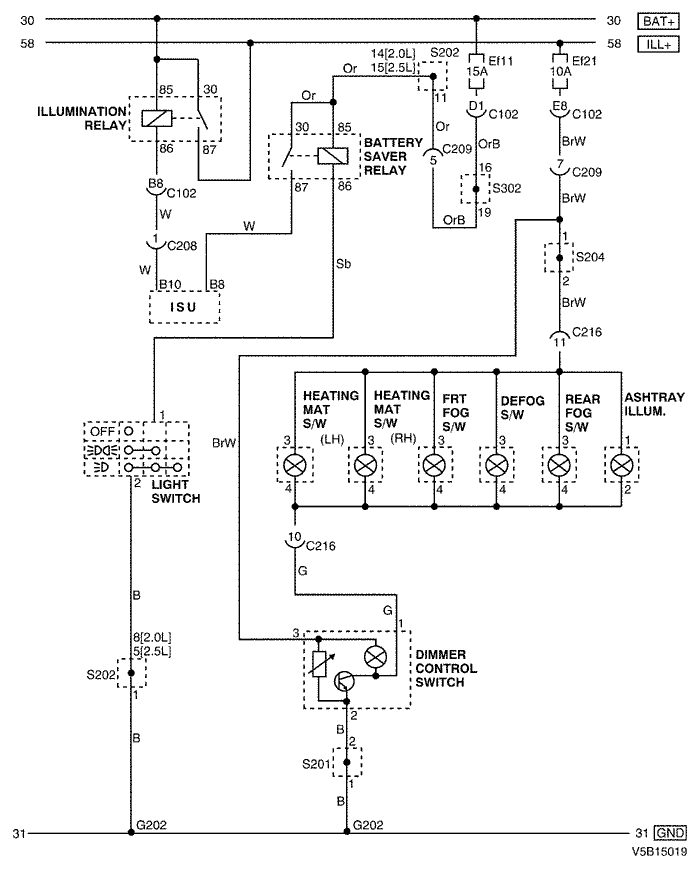 30
30 BAT+
58
58 ILL+
14[2.0L] S202
15[2.5L]
Or
11
Ef11
15A
Ef21
10A
85
30
ILLUMINATION
RELAY
86
87
Or
30
85
BATTERY
SAVER
RELAY
87
86
Or
5
C209
D1
C102
OrB
16
S302
19
OrB
E8
C102
BrW
7
C209
BrW
B8
C102
W
1
C208
W
B10
B8
W
ISU
Sb
1
S204
2
BrW
C216
11
1
OFF
LIGHT
SWITCH
2
BrW
HEATING
MAT
S/W
(LH)
HEATING
MAT
S/W
(RH)
FRT
FOG
S/W
DEFOG
S/W
REAR
FOG
S/W
ASHTRAY
ILLUM.
3
3
3
3
3
1
4
4
4
4
4
2
10
C216
G
G
1
3
DIMMER
CONTROL
SWITCH
2
B
B
8[2.0L]
5[2.5L]
S202
1
B
2
S201
1
B
31
G202
G202
31 GND
V5B15019